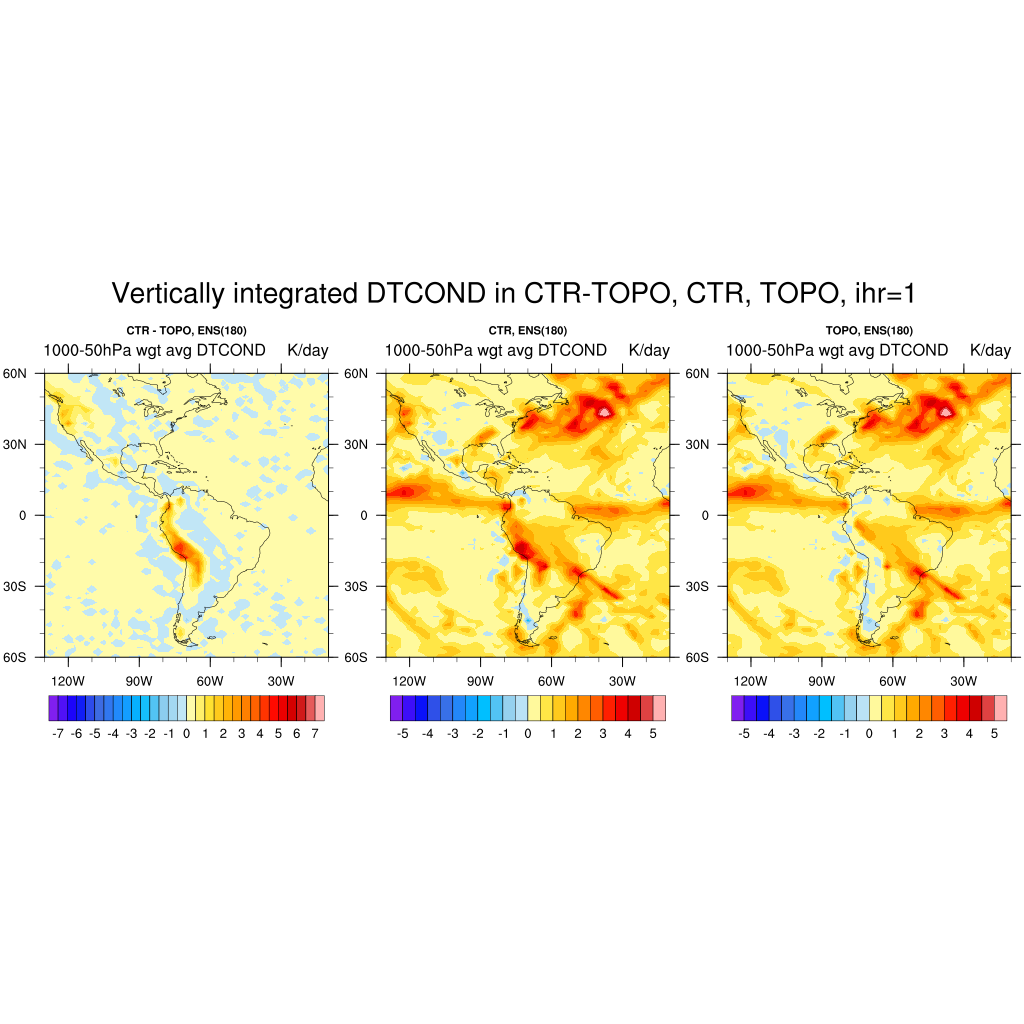 Vertically integrated DTCOND in CTR-TOPO, CTR, TOPO, ihr=1
CTR - TOPO, ENS(180)
1000-50hPa wgt avg DTCOND K/day
60N
30N
0
30S
60S
120W 90W 60W 30W
-7 -6 -5 -4 -3 -2 -1 0 1 2 3 4 5 6 7
CTR, ENS(180)
1000-50hPa wgt avg DTCOND K/day
60N
30N
0
30S
60S
120W 90W 60W 30W
-5 -4 -3 -2 -1 0 1 2 3 4 5
TOPO, ENS(180)
1000-50hPa wgt avg DTCOND K/day
60N
30N
0
30S
60S
120W 90W 60W 30W
-5 -4 -3 -2 -1 0 1 2 3 4 5